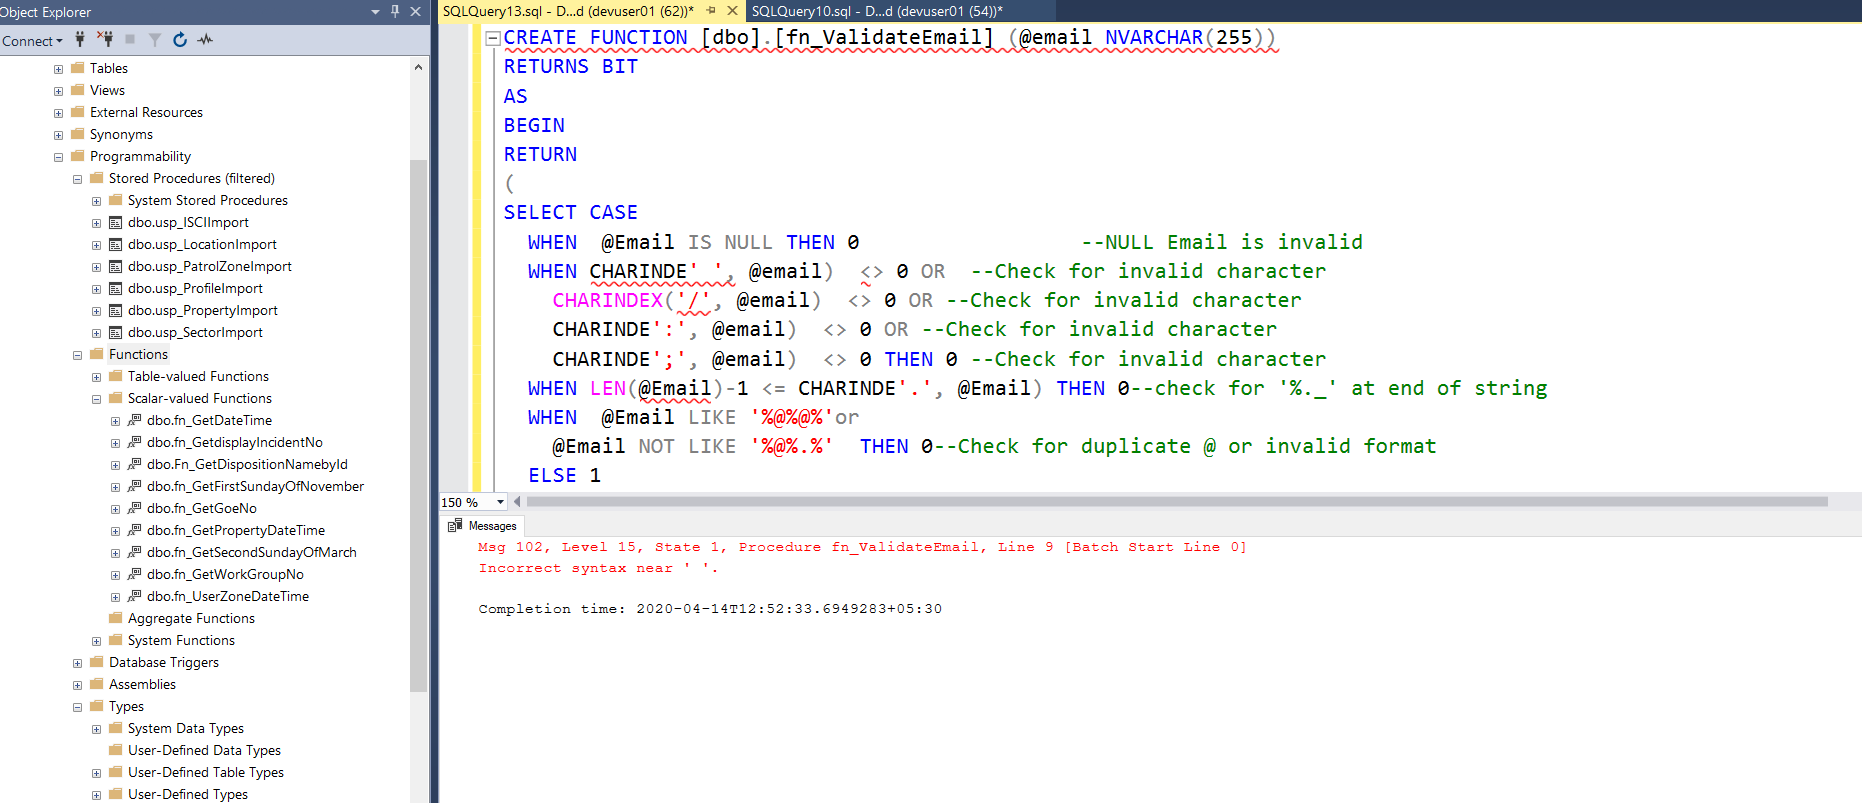 Object Explorer
Connect
Tables
Views
External Resources
Synonyms
Programmability
Stored Procedures (filtered)
System Stored Procedures
dbo.usp_ISCIImport
dbo.usp_LocationImport
dbo.usp_PatrolZoneImport
dbo.usp_ProfileImport
dbo.usp_PropertyImport
dbo.usp_SectorImport
Functions
Table-valued Functions
Scalar-valued Functions
dbo.fn_GetDateTime
dbo.fn_GetdisplayIncidentNo
dbo.Fn_GetDispositionNamebyId
dbo.fn_GetFirstSundayOfNovember
dbo.fn_GetGoeNo
dbo.fn_GetPropertyDateTime
dbo.fn_GetSecondSundayOfMarch
dbo.fn_GetWorkGroupNo
dbo.fn_UserZoneDateTime
Aggregate Functions
System Functions
Database Triggers
Assemblies
Types
System Data Types
User-Defined Data Types
User-Defined Table Types
User-Defined Types
SQLQuery13.sql - D...d (devuser01 (62))* SQLQuery10.sql - D...d (devuser01 (54))*
CREATE FUNCTION [dbo].[fn_ValidateEmail] (@email NVARCHAR(255))
RETURNS BIT
AS
BEGIN
RETURN
(
SELECT CASE
WHEN  @Email IS NULL THEN 0 --NULL Email is invalid
WHEN CHARINDE' ', @email)  <> 0 OR  --Check for invalid character
CHARINDEX('/', @email)  <> 0 OR --Check for invalid character
CHARINDE':', @email)  <> 0 OR --Check for invalid character
CHARINDE';', @email)  <> 0 THEN 0 --Check for invalid character
WHEN LEN(@Email)-1 <= CHARINDE'.', @Email) THEN 0--check for '%._' at end of string
WHEN  @Email LIKE '%@%@%'or
@Email NOT LIKE '%@%.%'  THEN 0--Check for duplicate @ or invalid format
ELSE 1
150 %
Messages
Msg 102, Level 15, State 1, Procedure fn_ValidateEmail, Line 9 [Batch Start Line 0]
Incorrect syntax near ' '.
Completion time: 2020-04-14T12:52:33.6949283+05:30